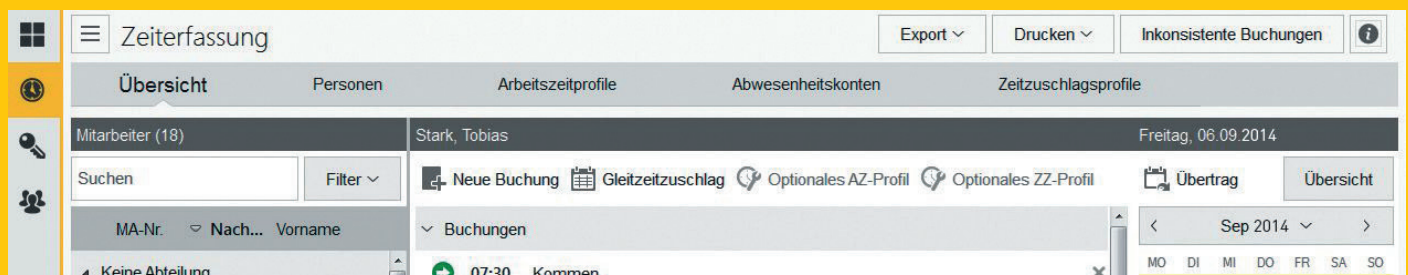 Zeiterfassung Export Drucken Inkonsistente Buchungen
Übersicht Personen Arbeitszeitprofile Abwesenheitskonten Zeitzuschlagsprofile
Mitarbeiter (18) Stark, Tobias Freitag, 06.09.2014
Suchen Filter Neue Buchung Gleitzeitzuschlag Optionales AZ-Profil Optionales ZZ-Profil Übertrag Übersicht
MA-Nr. Nach... Vorname Buchungen Sep 2014
Keine Abteilung 07:30 Kommen MO DI MI DO FR SA SO